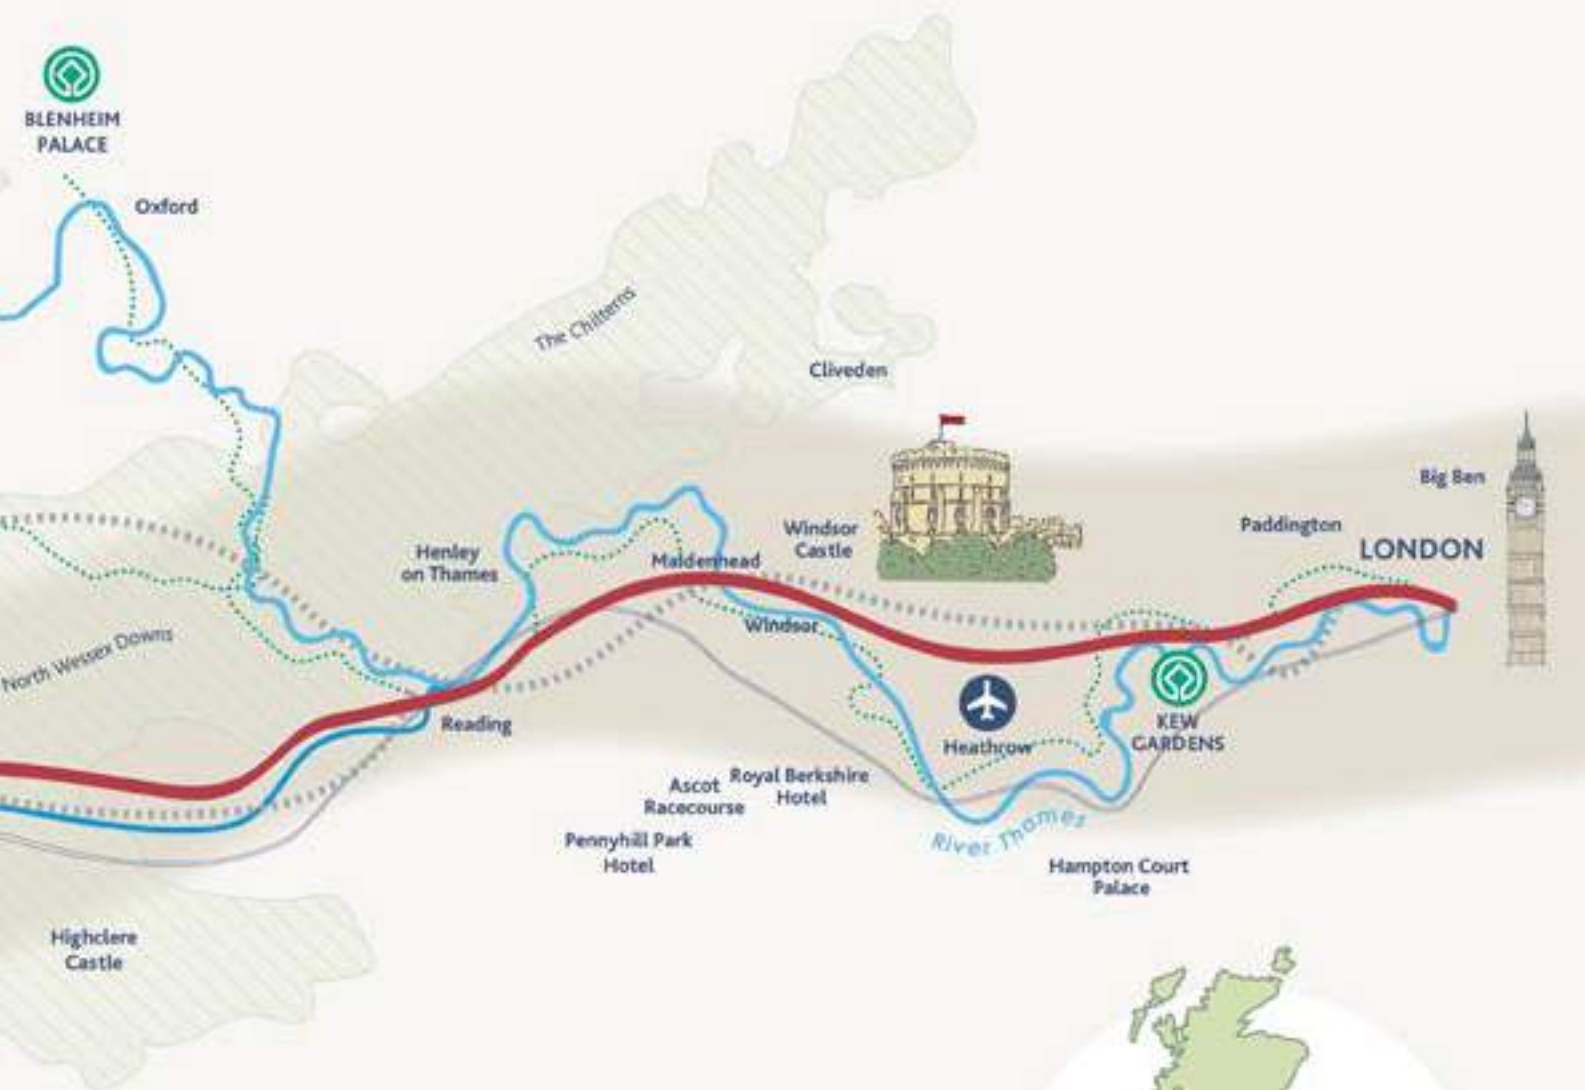 BLENHEIM
PALACE
Oxford
The Chilterns
Cliveden
Big Ben
Paddington
LONDON
Windsor
Castle
Henley
on Thames
Maidenhead
Windsor
North Wessex Downs
Reading
Heathrow
KEW
GARDENS
Ascot
Racecourse
Royal Berkshire
Hotel
Pennyhill Park
Hotel
River Thames
Hampton Court
Palace
Highclere
Castle